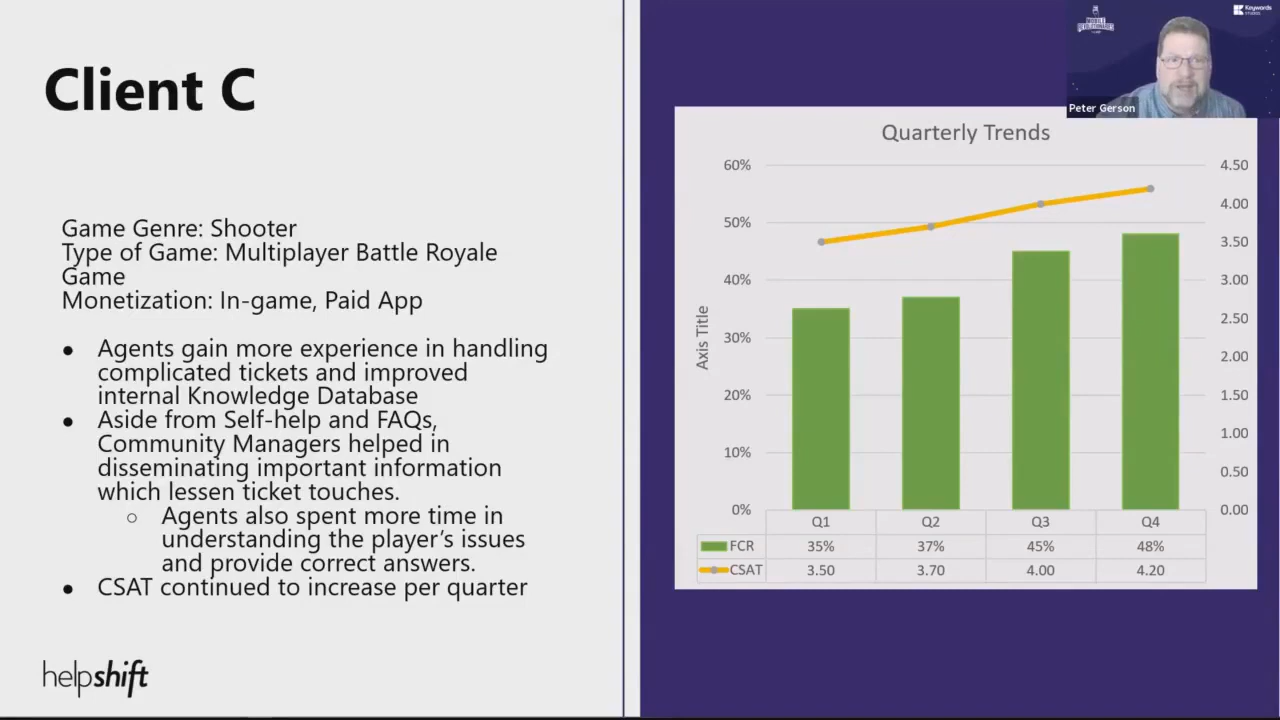 Client C
Game Genre: Shooter
Type of Game: Multiplayer Battle Royale
Game
Monetization: In-game, Paid App
● Agents gain more experience in handling
complicated tickets and improved
internal Knowledge Database
● Aside from Self-help and FAQs,
Community Managers helped in
disseminating important information
which lessen ticket touches.
○ Agents also spent more time in
understanding the player's issues
and provide correct answers.
● CSAT continued to increase per quarter
helpshift
Keywords
STUDIOS
Peter Gerson
Quarterly Trends
60% 4.50
4.00
50% 3.50
40% 3.00
2.50
30% 2.00
20% 1.50
1.00
10% 0.50
0% 0.00
Axis Title
Q1 Q2 Q3 Q4
FCR 35% 37% 45% 48%
CSAT 3.50 3.70 4.00 4.20